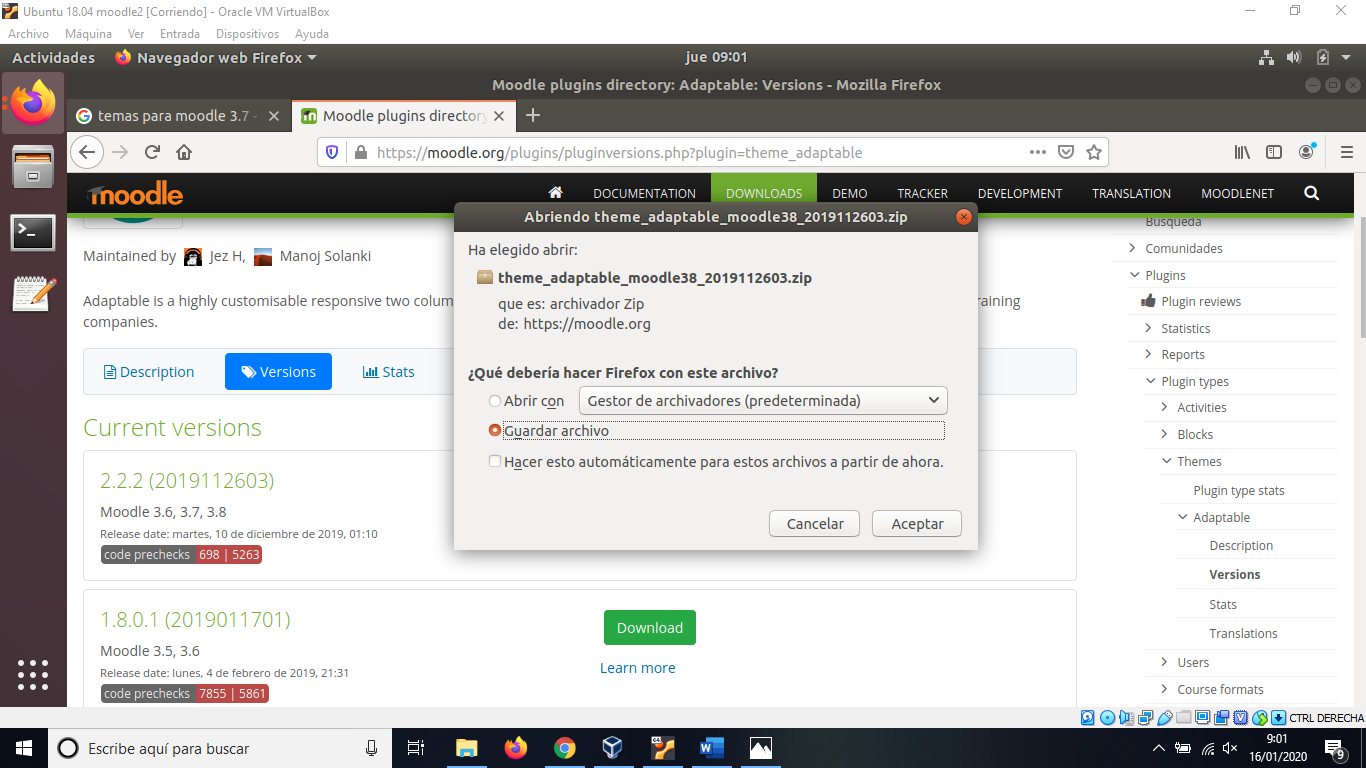 Ubuntu 18.04 moodle2 [Corriendo] - Oracle VM VirtualBox
Archivo Máquina Ver Entrada Dispositivos Ayuda
Actividades Navegador web Firefox jue 09:01
Moodle plugins directory: Adaptable: Versions - Mozilla Firefox
temas para moodle 3.7 - Moodle plugins directory
https://moodle.org/plugins/pluginversions.php?plugin=theme_adaptable
moodle DOCUMENTATION DOWNLOADS DEMO TRACKER DEVELOPMENT TRANSLATION MOODLENET
Maintained by Jez H, Manoj Solanki
Adaptable is a highly customisable responsive two colum raining
companies.
Description Versions Stats
Current versions
2.2.2 (2019112603)
Moodle 3.6, 3.7, 3.8
Release date: martes, 10 de diciembre de 2019, 01:10
code prechecks 698 | 5263
1.8.0.1 (2019011701)
Moodle 3.5, 3.6
Release date: lunes, 4 de febrero de 2019, 21:31
code prechecks 7855 | 5861
Download
Learn more
Abriendo theme_adaptable_moodle38_2019112603.zip
Ha elegido abrir:
theme_adaptable_moodle38_2019112603.zip
que es: archivador Zip
de: https://moodle.org
¿Qué debería hacer Firefox con este archivo?
Abrir con Gestor de archivadores (predeterminada)
Guardar archivo
Hacer esto automáticamente para estos archivos a partir de ahora.
Cancelar Aceptar
Búsqueda
Comunidades
Plugins
Plugin reviews
Statistics
Reports
Plugin types
Activities
Blocks
Themes
Plugin type stats
Adaptable
Description
Versions
Stats
Translations
Users
Course formats
CTRL DERECHA
Escribe aquí para buscar
64
9:01
16/01/2020
9